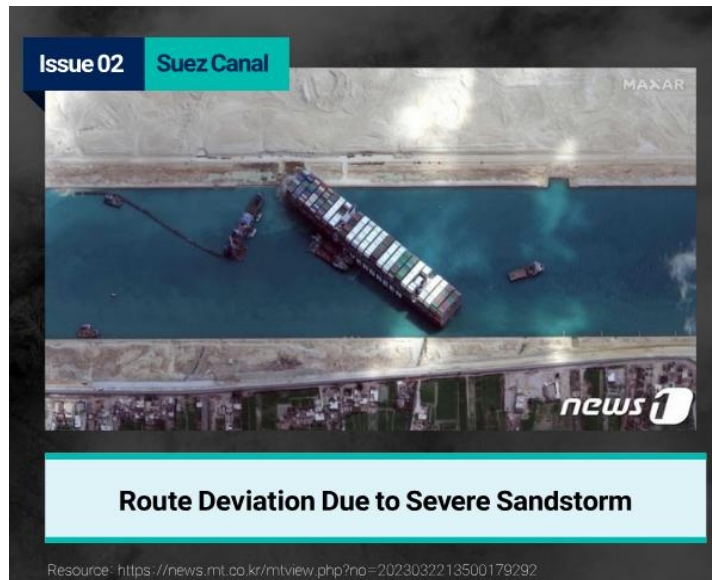 Issue 02
Suez Canal
MAXAR
EVERGREEN
news1
Route Deviation Due to Severe Sandstorm
Resource: https://news.mt.co.kr/mtview.php?no=2023032213500179292